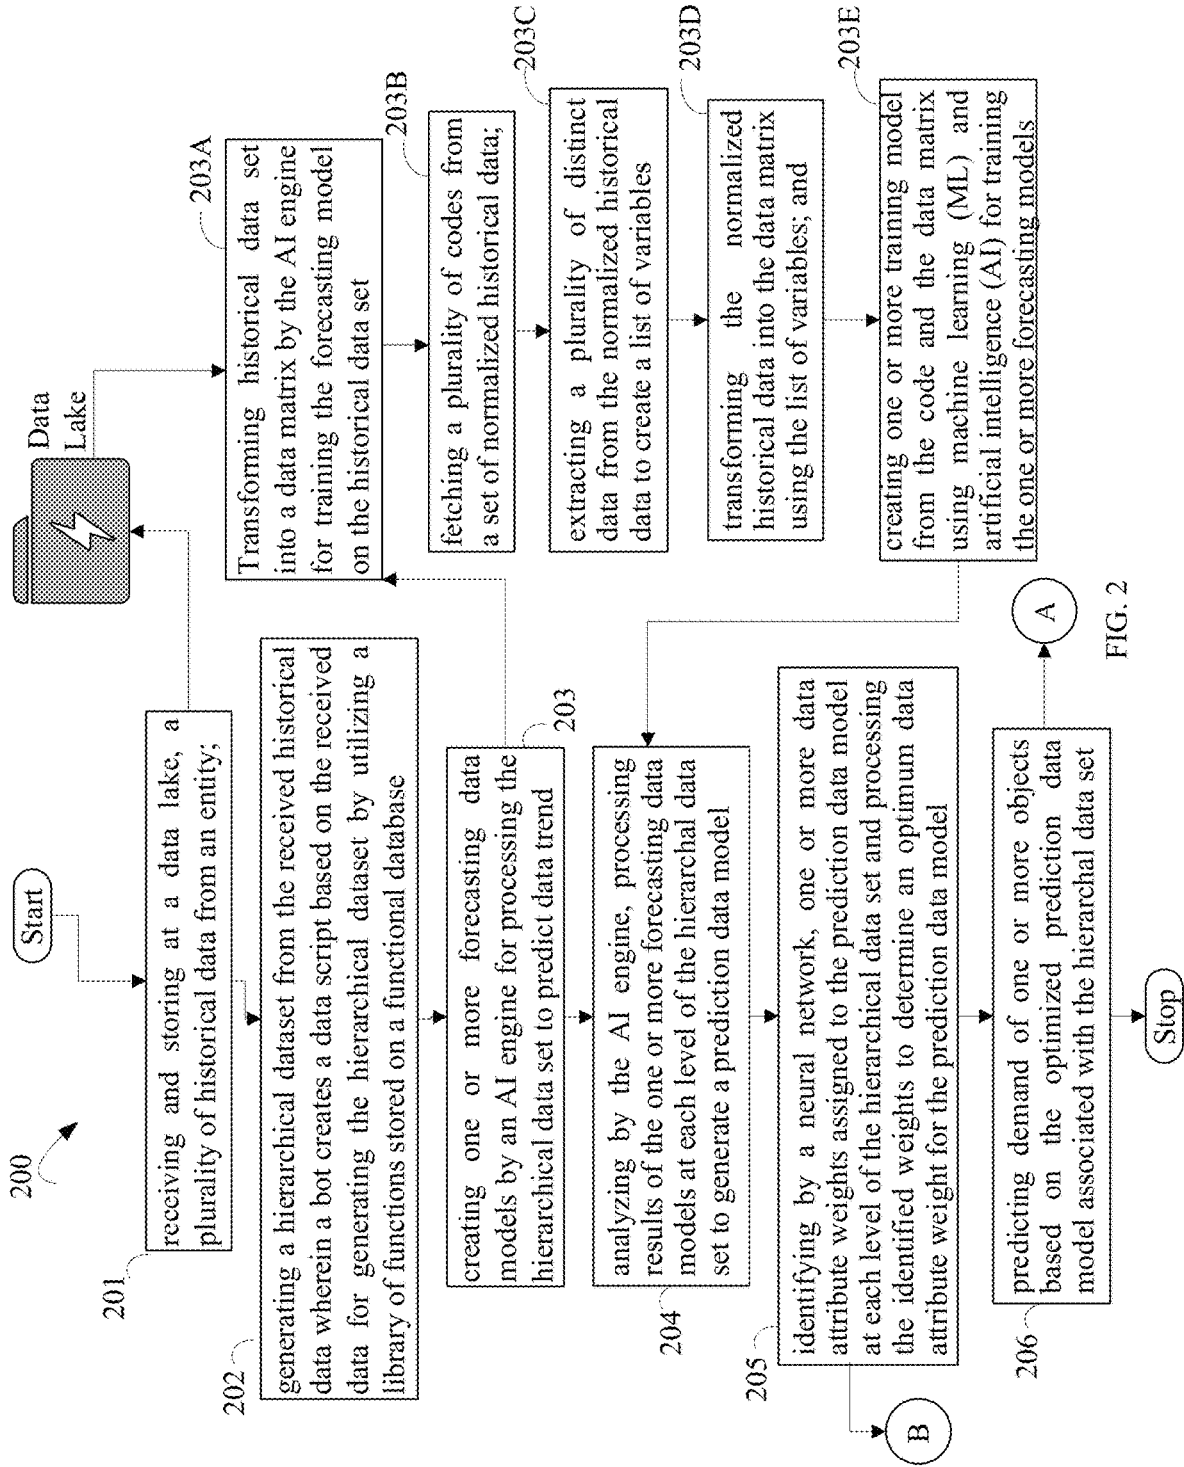 200
Start
201
receiving and storing at a data lake, a
plurality of historical data from an entity;
Data
Lake
202
generating a hierarchical dataset from the received historical
data wherein a bot creates a data script based on the received
data for generating the hierarchical dataset by utilizing a
library of functions stored on a functional database
203
creating one or more forecasting data
models by an AI engine for processing the
hierarchical data set to predict data trend
203A
Transforming historical data set
into a data matrix by the AI engine
for training the forecasting model
on the historical data set
203B
fetching a plurality of codes from
a set of normalized historical data;
203C
extracting a plurality of distinct
data from the normalized historical
data to create a list of variables
203D
transforming the normalized
historical data into the data matrix
using the list of variables; and
203E
creating one or more training model
from the code and the data matrix
using machine learning (ML) and
artificial intelligence (AI) for training
the one or more forecasting models
204
analyzing by the AI engine, processing
results of the one or more forecasting data
models at each level of the hierarchal data
set to generate a prediction data model
205
identifying by a neural network, one or more data
attribute weights assigned to the prediction data model
at each level of the hierarchical data set and processing
the identified weights to determine an optimum data
attribute weight for the prediction data model
B
206
predicting demand of one or more objects
based on the optimized prediction data
model associated with the hierarchal data set
A
Stop
FIG. 2